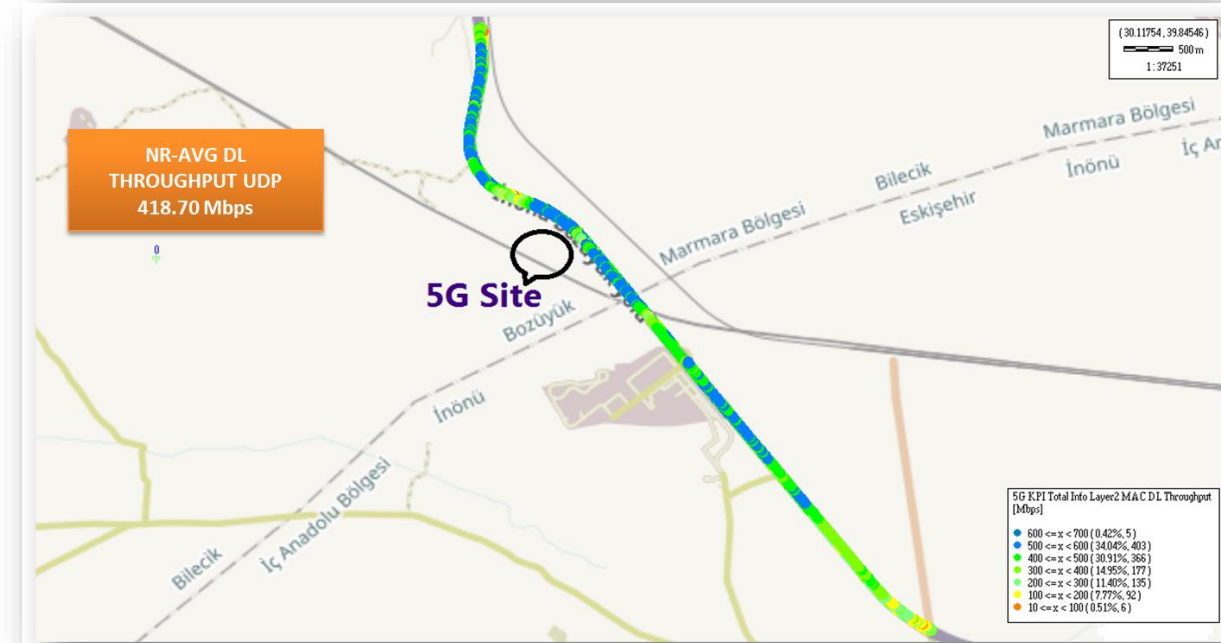 (30.11754, 39.84546)
500 m
1: 37251
NR-AVG DL
THROUGHPUT UDP
418.70 Mbps
0
5G Site
Marmara Bölgesi
İnönü
İç An
Bilecik
Eskişehir
Marmara Bölgesi
Bozüyük
İnönü
İç Anadolu Bölgesi
Bilecik
5G KPI Total Info Layer2 MAC DL Throughput
[Mbps]
600 <= x < 700 ( 0.42%, 5 )
500 <= x < 600 ( 34.04%, 403 )
400 <= x < 500 ( 30.91%, 366 )
300 <= x < 400 ( 14.95%, 177 )
200 <= x < 300 ( 11.40%, 135 )
100 <= x < 200 ( 7.77%, 92 )
10 <= x < 100 ( 0.51%, 6 )